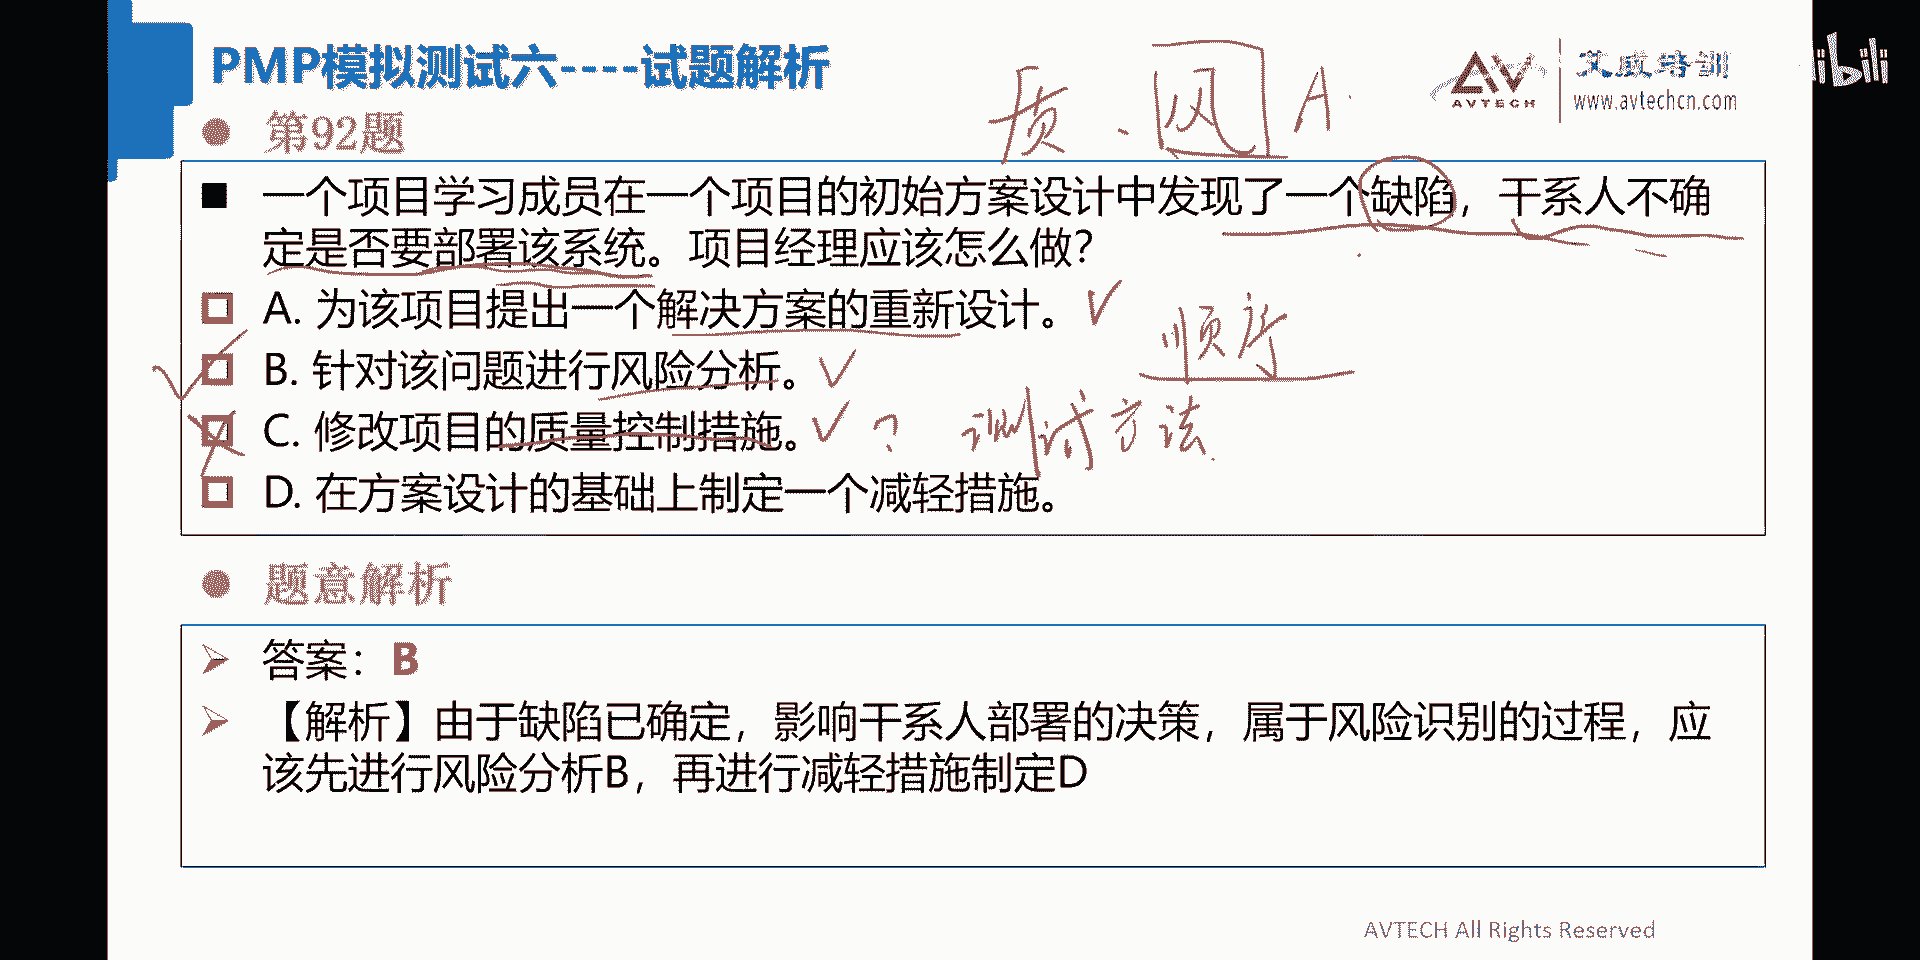 PMP模拟测试六----试题解析
质、风 A
艾威培训
AVTECH
www.avtechcn.com
bili
第92题
一个项目学习成员在一个项目的初始方案设计中发现了一个缺陷，干系人不确
定是否要部署该系统。项目经理应该怎么做？
A. 为该项目提出一个解决方案的重新设计。
顺序
B. 针对该问题进行风险分析。
C. 修改项目的质量控制措施。
？ 测试方法
D. 在方案设计的基础上制定一个减轻措施。
题意解析
答案：B
【解析】由于缺陷已确定，影响干系人部署的决策，属于风险识别的过程，应
该先进行风险分析B，再进行减轻措施制定D
AVTECH All Rights Reserved